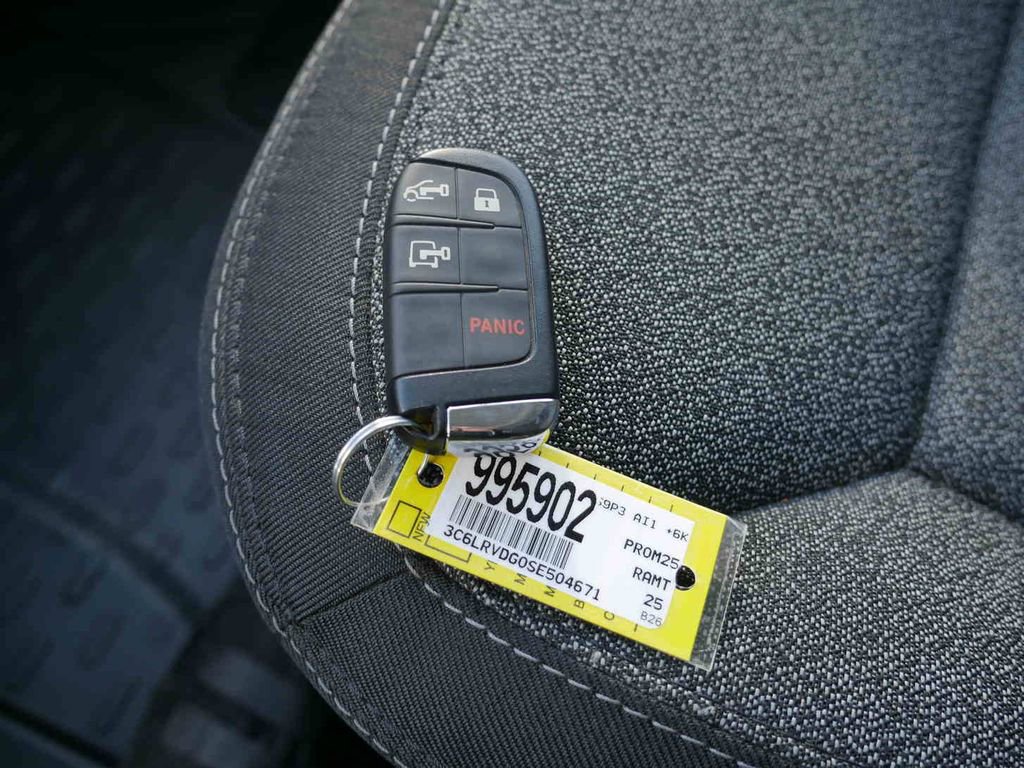 PANIC
995902
3C6LRVDG0SE504671
9P3 AI1 +6K
PROM25
RAMT
25
B26
NEW
Y
M
M
B
C